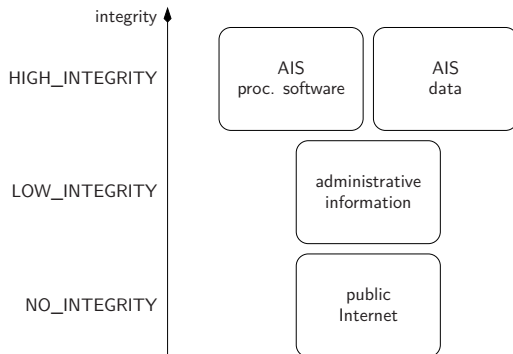 integrity
HIGH_INTEGRITY
AIS
proc. software
AIS
data
LOW_INTEGRITY
administrative
information
NO_INTEGRITY
public
Internet